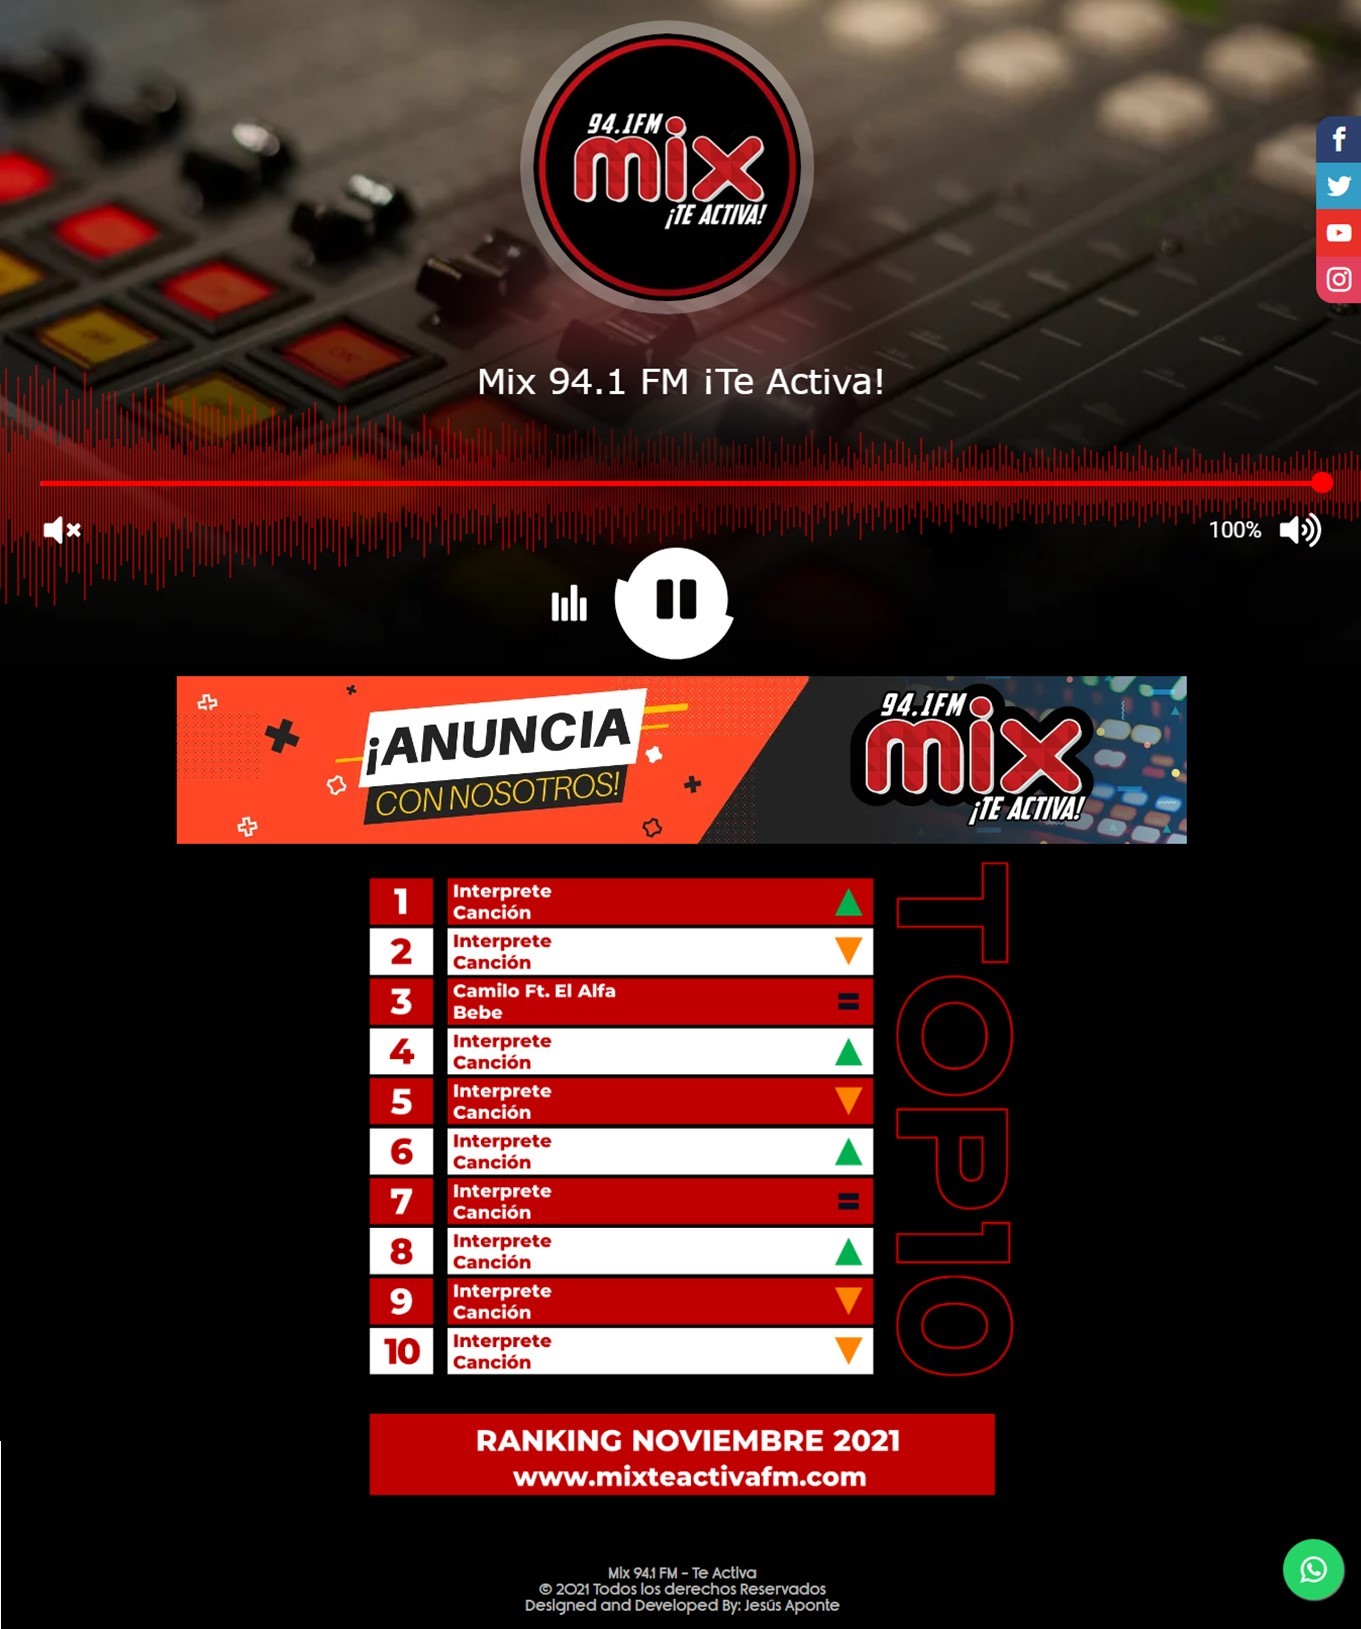 94.1FM
mix
¡TE ACTIVA!
Mix 94.1 FM ¡Te Activa!
100%
¡ANUNCIA
CON NOSOTROS!
94.1FM
mix
¡TE ACTIVA!
TOP10
1
Interprete
Canción
2
Interprete
Canción
3
Camilo Ft. El Alfa
Bebe
4
Interprete
Canción
5
Interprete
Canción
6
Interprete
Canción
7
Interprete
Canción
8
Interprete
Canción
9
Interprete
Canción
10
Interprete
Canción
RANKING NOVIEMBRE 2021
www.mixteactivafm.com
Mix 94.1 FM - Te Activa
© 2021 Todos los derechos Reservados
Designed and Developed By: Jesús Aponte